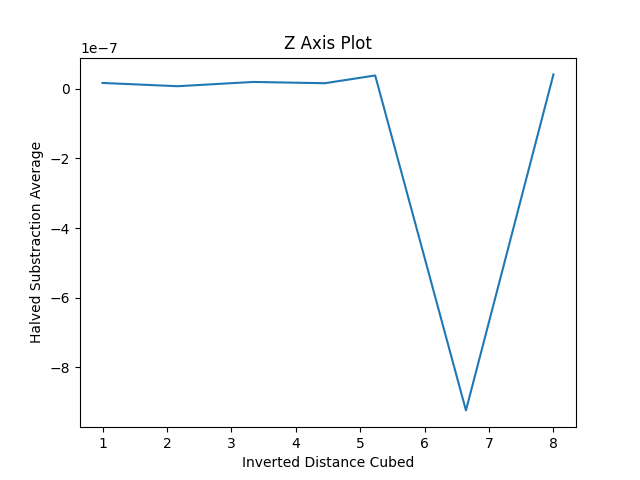 Z Axis Plot
1e−7
0
−2
−4
−6
−8
Halved Substraction Average
1 2 3 4 5 6 7 8
Inverted Distance Cubed